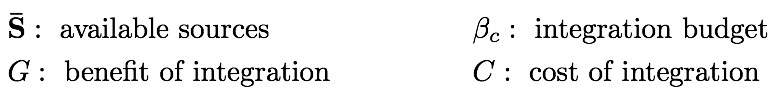 S̄ : available sources β_c : integration budget
G : benefit of integration C : cost of integration